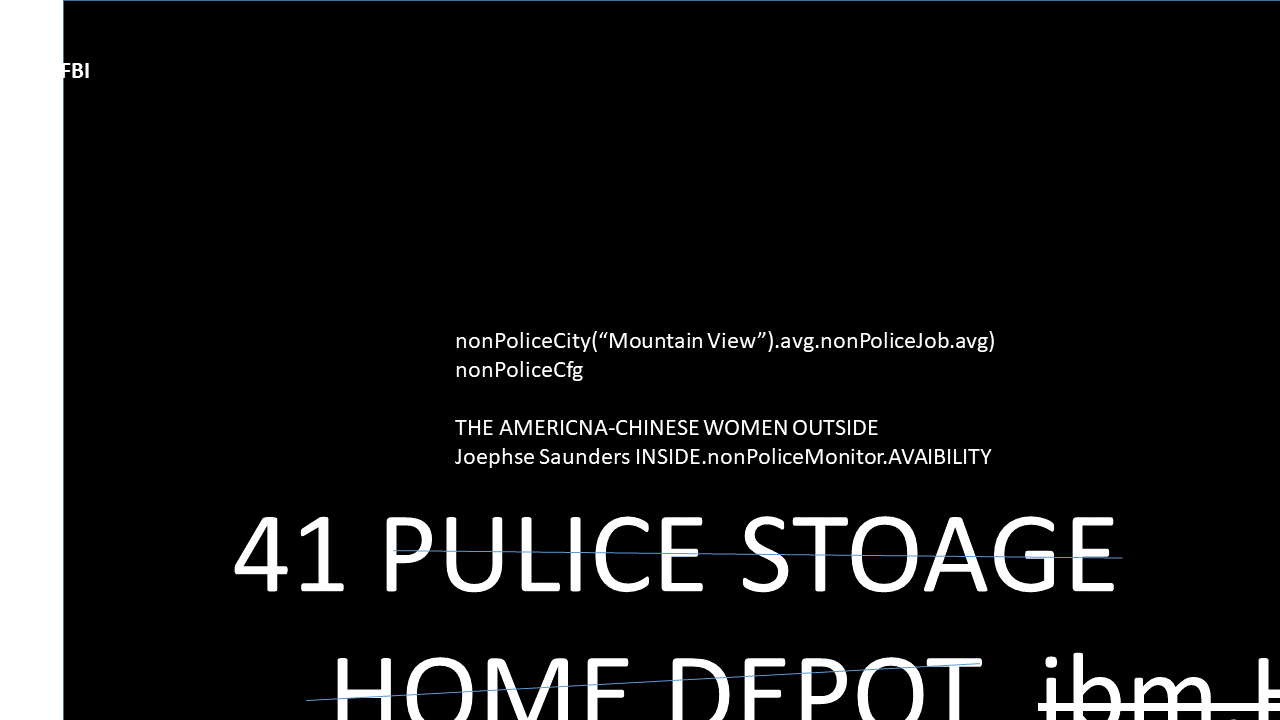 FBI
nonPoliceCity(“Mountain View”).avg.nonPoliceJob.avg)
nonPoliceCfg
THE AMERICNA-CHINESE WOMEN OUTSIDE
Joephse Saunders INSIDE.nonPoliceMonitor.AVAIBILITY
41 PULICE STOAGE
HOME DEPOT ibm